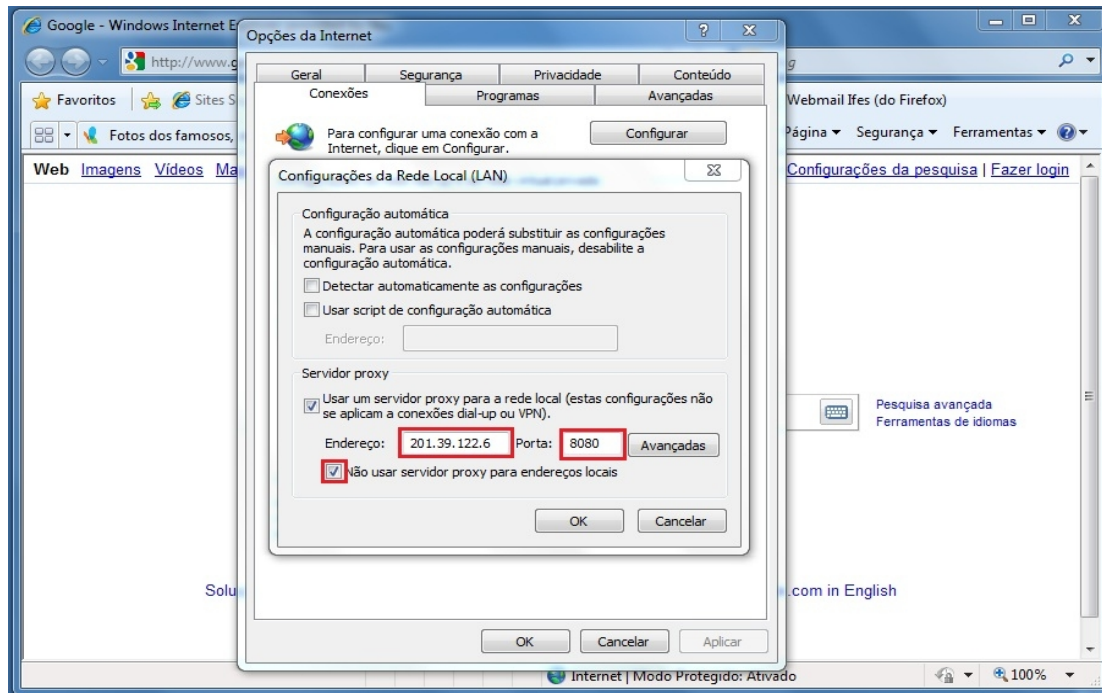 Google - Windows Internet E
Opções da Internet
http://www.g
g
Geral Segurança Privacidade Conteúdo
Conexões Programas Avançadas
Favoritos Sites S
Webmail Ifes (do Firefox)
Fotos dos famosos,
Página Segurança Ferramentas
Para configurar uma conexão com a
Internet, clique em Configurar.
Configurar
Web Imagens Vídeos Ma
Configurações da pesquisa | Fazer login
Configurações da Rede Local (LAN)
Configuração automática
A configuração automática poderá substituir as configurações
manuais. Para usar as configurações manuais, desabilite a
configuração automática.
Detectar automaticamente as configurações
Usar script de configuração automática
Endereço:
Servidor proxy
Usar um servidor proxy para a rede local (estas configurações não
se aplicam a conexões dial-up ou VPN).
Endereço: 201.39.122.6 Porta: 8080 Avançadas
Não usar servidor proxy para endereços locais
OK Cancelar
Pesquisa avançada
Ferramentas de idiomas
Solu
.com in English
OK Cancelar Aplicar
Internet | Modo Protegido: Ativado
100%